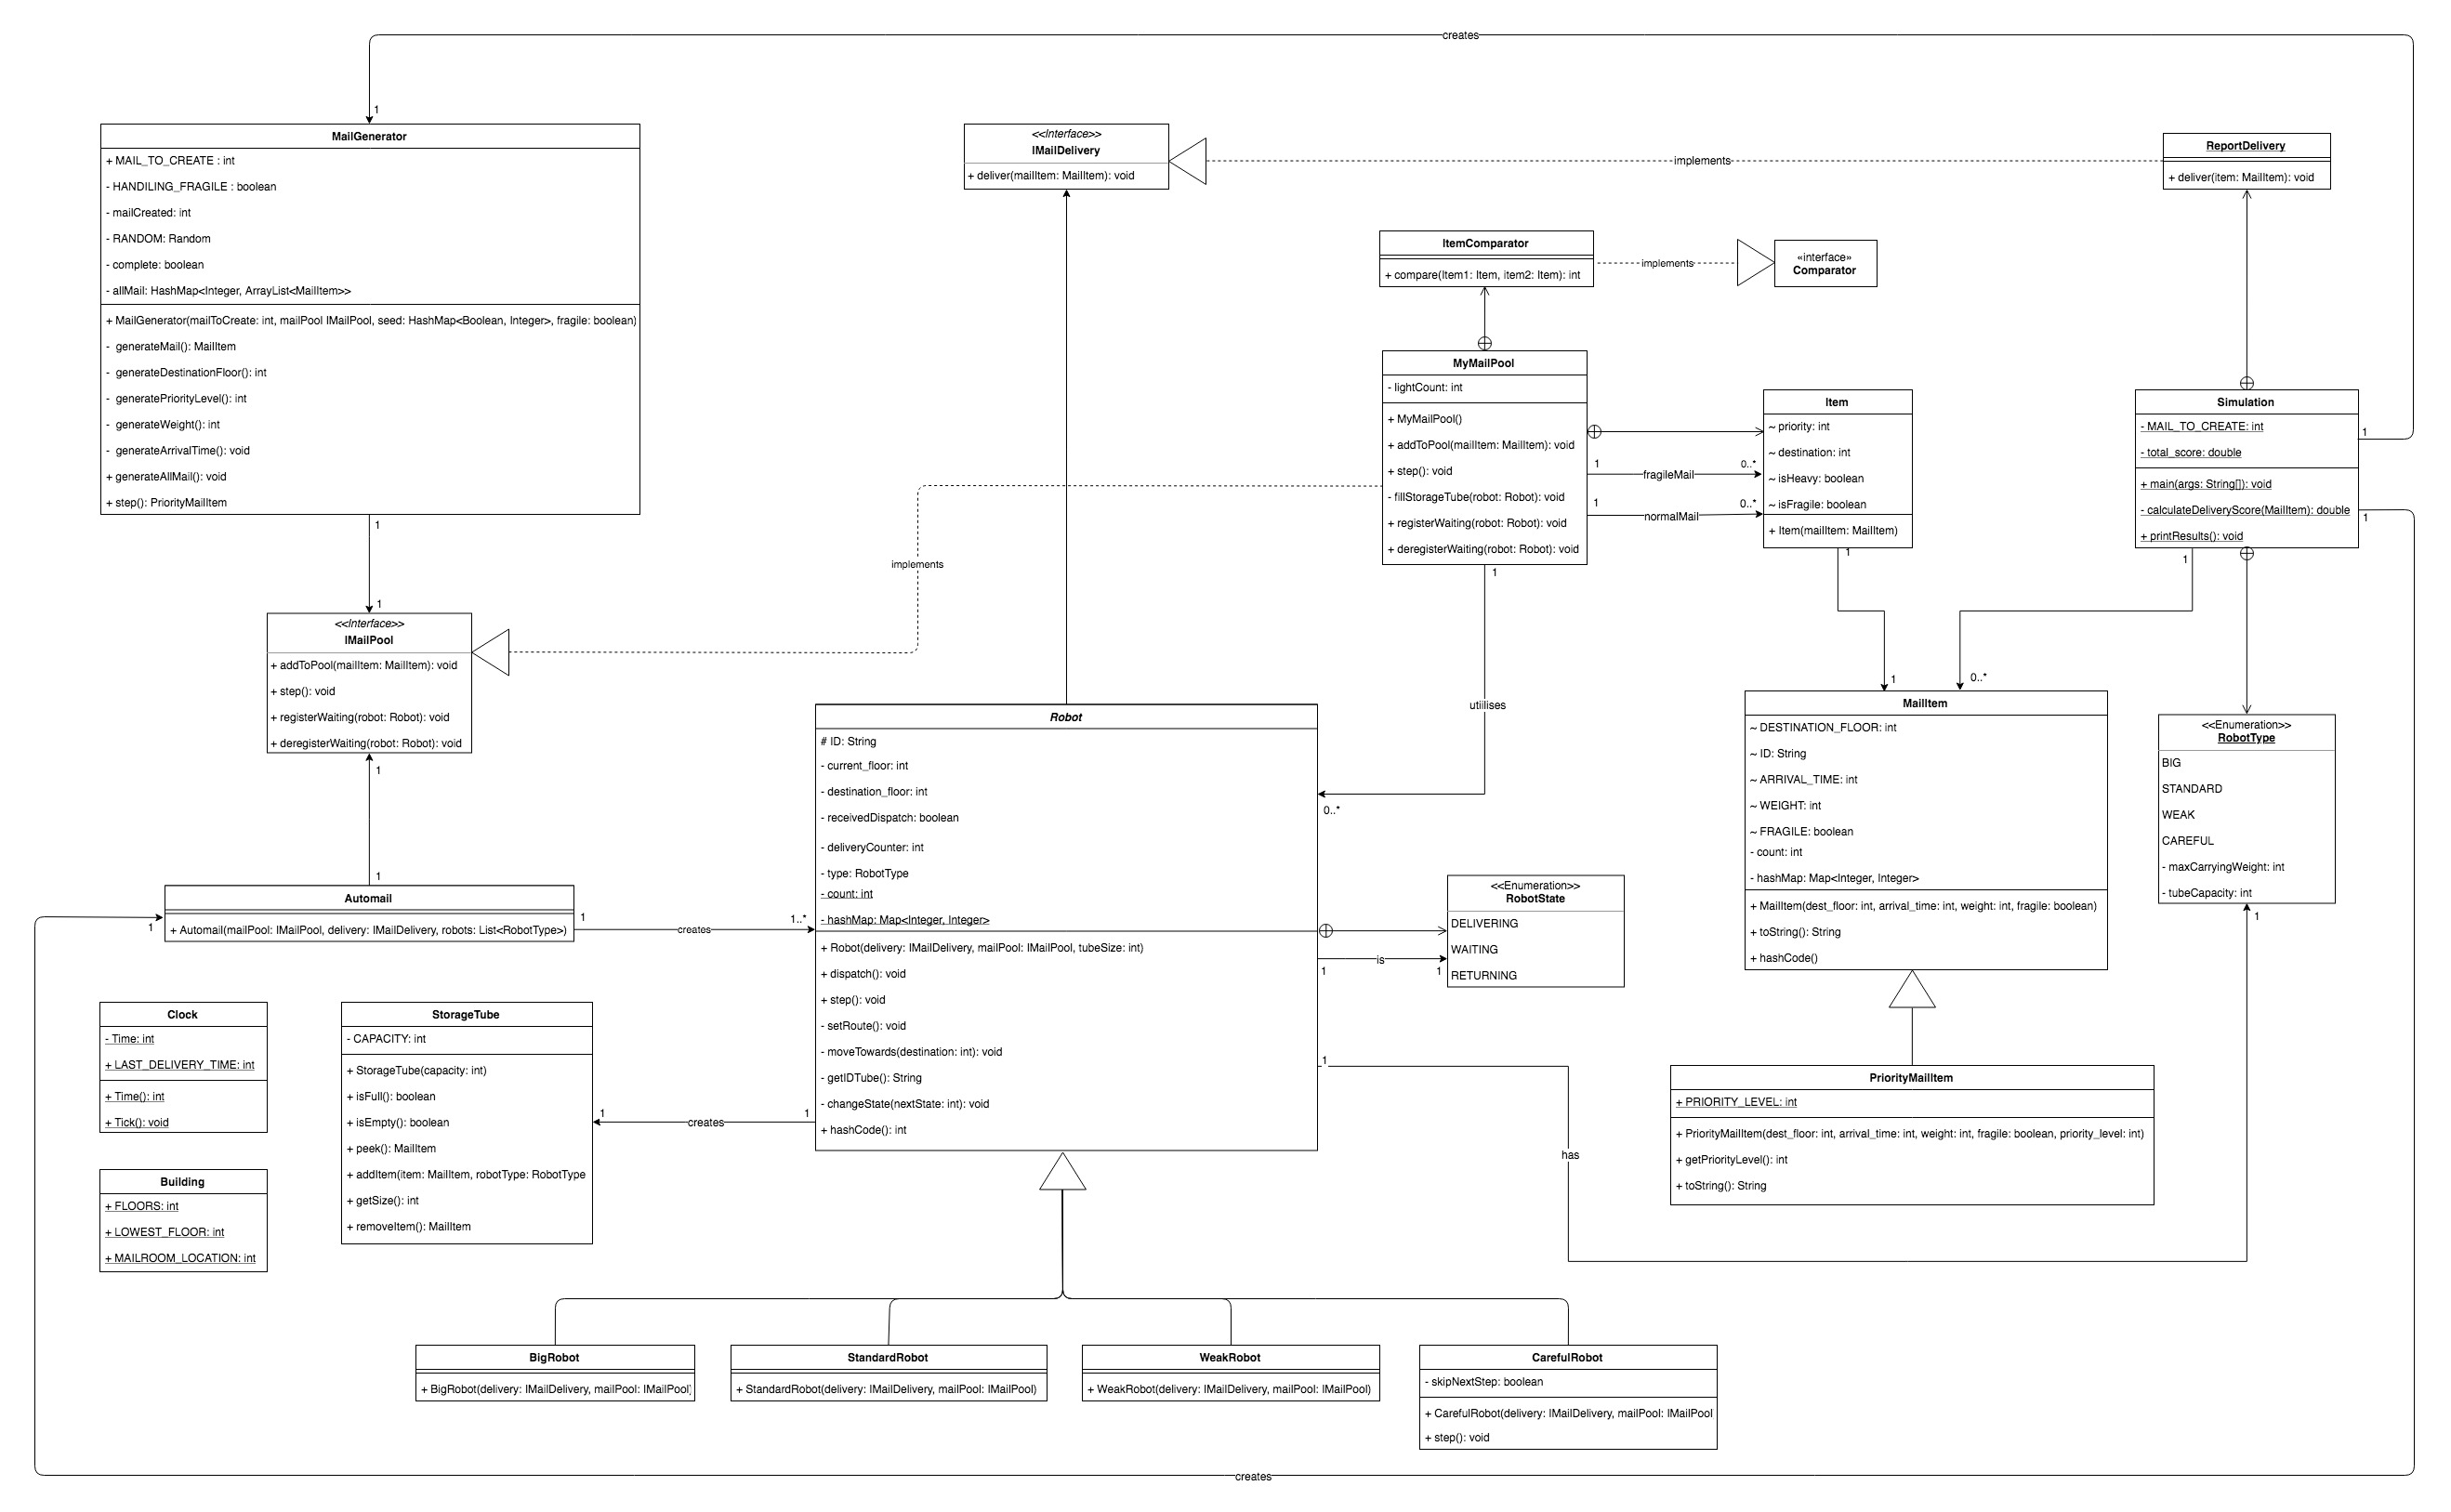 creates
1
MailGenerator
+ MAIL_TO_CREATE : int
- HANDILING_FRAGILE : boolean
- mailCreated: int
- RANDOM: Random
- complete: boolean
- allMail: HashMap<Integer, ArrayList<MailItem>>
+ MailGenerator(mailToCreate: int, mailPool IMailPool, seed: HashMap<Boolean, Integer>, fragile: boolean)
- generateMail(): MailItem
- generateDestinationFloor(): int
- generatePriorityLevel(): int
- generateWeight(): int
- generateArrivalTime(): void
+ generateAllMail(): void
+ step(): PriorityMailItem
1
1
<<Interface>>
IMailDelivery
+ deliver(mailItem: MailItem): void
implements
ReportDelivery
+ deliver(item: MailItem): void
ItemComparator
+ compare(Item1: Item, item2: Item): int
implements
«interface»
Comparator
MyMailPool
- lightCount: int
+ MyMailPool()
+ addToPool(mailItem: MailItem): void
+ step(): void
- fillStorageTube(robot: Robot): void
+ registerWaiting(robot: Robot): void
+ deregisterWaiting(robot: Robot): void
1
fragileMail
0..*
1
normalMail
0..*
Item
~ priority: int
~ destination: int
~ isHeavy: boolean
~ isFragile: boolean
+ Item(mailItem: MailItem)
1
Simulation
- MAIL_TO_CREATE: int
- total_score: double
+ main(args: String[]): void
- calculateDeliveryScore(MailItem): double
+ printResults(): void
1
1
1
implements
<<Interface>>
IMailPool
+ addToPool(mailItem: MailItem): void
+ step(): void
+ registerWaiting(robot: Robot): void
+ deregisterWaiting(robot: Robot): void
1
1
1
utiilises
0..*
1
0..*
Robot
# ID: String
- current_floor: int
- destination_floor: int
- receivedDispatch: boolean
- deliveryCounter: int
- type: RobotType
- count: int
- hashMap: Map<Integer, Integer>
+ Robot(delivery: IMailDelivery, mailPool: IMailPool, tubeSize: int)
+ dispatch(): void
+ step(): void
- setRoute(): void
- moveTowards(destination: int): void
- getIDTube(): String
- changeState(nextState: int): void
+ hashCode(): int
MailItem
~ DESTINATION_FLOOR: int
~ ID: String
~ ARRIVAL_TIME: int
~ WEIGHT: int
~ FRAGILE: boolean
- count: int
- hashMap: Map<Integer, Integer>
+ MailItem(dest_floor: int, arrival_time: int, weight: int, fragile: boolean)
+ toString(): String
+ hashCode()
<<Enumeration>>
RobotType
BIG
STANDARD
WEAK
CAREFUL
- maxCarryingWeight: int
- tubeCapacity: int
1
Automail
+ Automail(mailPool: IMailPool, delivery: IMailDelivery, robots: List<RobotType>)
1
1
creates
1..*
<<Enumeration>>
RobotState
DELIVERING
WAITING
RETURNING
1
is
1
Clock
- Time: int
+ LAST_DELIVERY_TIME: int
+ Time(): int
+ Tick(): void
StorageTube
- CAPACITY: int
+ StorageTube(capacity: int)
+ isFull(): boolean
+ isEmpty(): boolean
+ peek(): MailItem
+ addItem(item: MailItem, robotType: RobotType
+ getSize(): int
+ removeItem(): MailItem
1
creates
1
1
has
PriorityMailItem
+ PRIORITY_LEVEL: int
+ PriorityMailItem(dest_floor: int, arrival_time: int, weight: int, fragile: boolean, priority_level: int)
+ getPriorityLevel(): int
+ toString(): String
Building
+ FLOORS: int
+ LOWEST_FLOOR: int
+ MAILROOM_LOCATION: int
BigRobot
+ BigRobot(delivery: IMailDelivery, mailPool: IMailPool)
StandardRobot
+ StandardRobot(delivery: IMailDelivery, mailPool: IMailPool)
WeakRobot
+ WeakRobot(delivery: IMailDelivery, mailPool: IMailPool)
CarefulRobot
- skipNextStep: boolean
+ CarefulRobot(delivery: IMailDelivery, mailPool: IMailPool
+ step(): void
creates